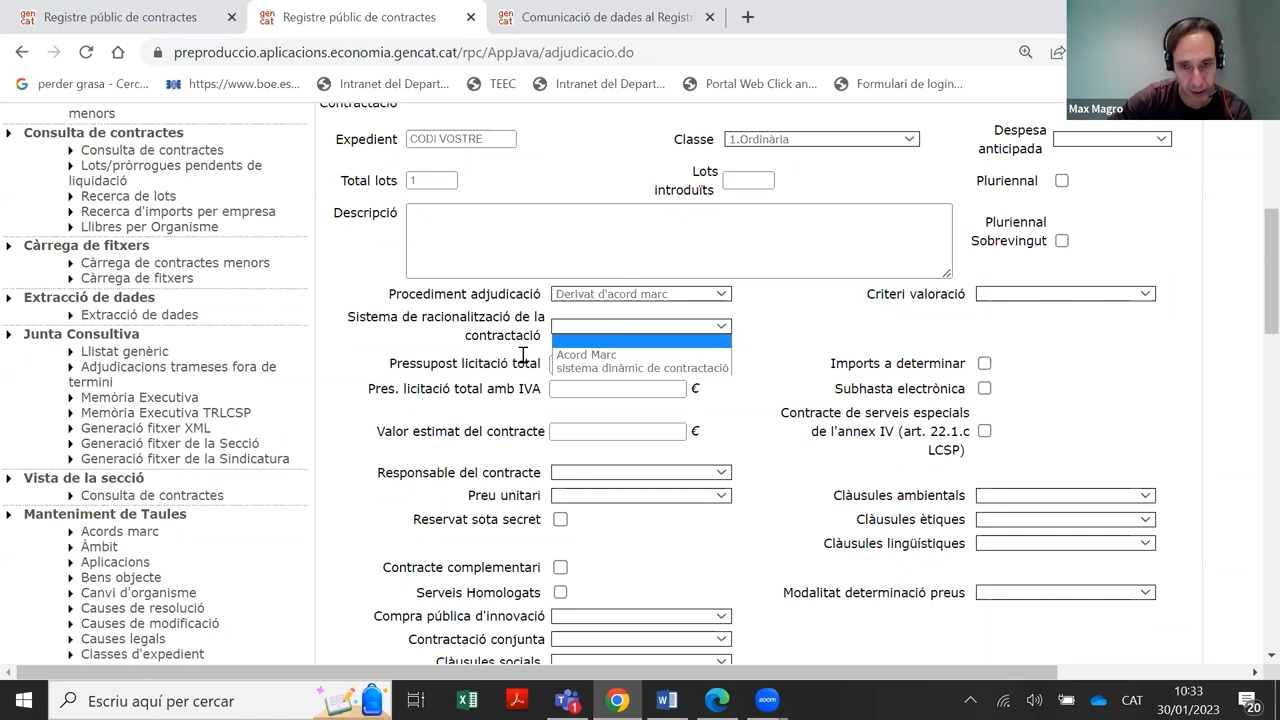 gencat
Registre públic de contractes
gencat
Registre públic de contractes
gencat
Comunicació de dades al Registr
preproduccio.aplicacions.economia.gencat.cat/rpc/AppJava/adjudicacio.do
perder grasa - Cerc...
https://www.boe.es...
Intranet del Depart...
TEEC
Intranet del Depart...
Portal Web Click an...
Formulari de login...
Max Magro
menors
Consulta de contractes
Consulta de contractes
Lots/pròrrogues pendents de
liquidació
Recerca de lots
Recerca d'imports per empresa
Llibres per Organisme
Càrrega de fitxers
Càrrega de contractes menors
Càrrega de fitxers
Extracció de dades
Extracció de dades
Junta Consultiva
Llistat genèric
Adjudicacions trameses fora de
termini
Memòria Executiva
Memòria Executiva TRLCSP
Generació fitxer XML
Generació fitxer de la Secció
Generació fitxer de la Sindicatura
Vista de la secció
Consulta de contractes
Manteniment de Taules
Acords marc
Àmbit
Aplicacions
Bens objecte
Canvi d'organisme
Causes de resolució
Causes de modificació
Causes legals
Classes d'expedient
Contractació
Expedient
CODI VOSTRE
Classe
1.Ordinària
Despesa
anticipada
Total lots
1
Lots
introduïts
Pluriennal
Descripció
Pluriennal
Sobrevingut
Procediment adjudicació
Derivat d'acord marc
Criteri valoració
Sistema de racionalització de la
contractació
Acord Marc
sistema dinàmic de contractació
Pressupost licitació total
Imports a determinar
Pres. licitació total amb IVA
€
Subhasta electrònica
Valor estimat del contracte
€
Contracte de serveis especials
de l'annex IV (art. 22.1.c
LCSP)
Responsable del contracte
Preu unitari
Clàusules ambientals
Reservat sota secret
Clàusules ètiques
Clàusules lingüístiques
Contracte complementari
Serveis Homologats
Modalitat determinació preus
Compra pública d'innovació
Contractació conjunta
Clàusules socials
Escriu aquí per cercar
1
zoom
CAT
10:33
30/01/2023
20